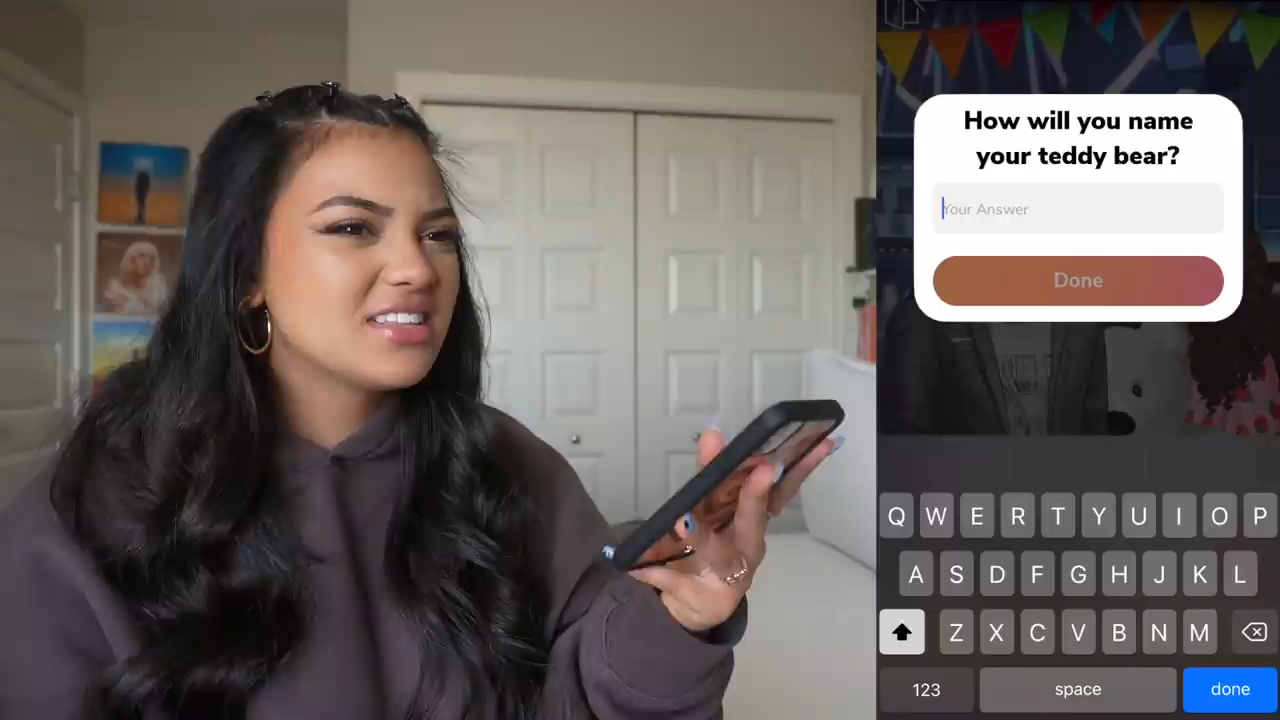 How will you name
your teddy bear?
Your Answer
Done
Q W E R T Y U I O P
A S D F G H J K L
Z X C V B N M
123 space done